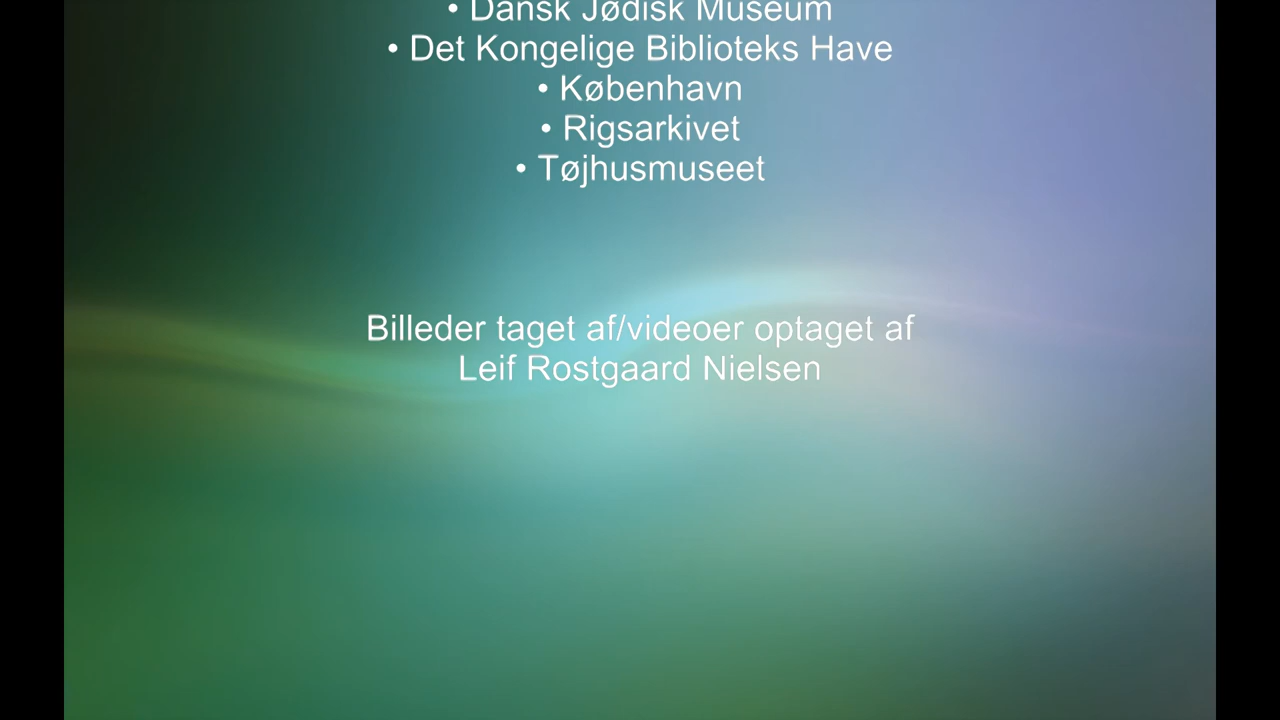 • Dansk Jødisk Museum
• Det Kongelige Biblioteks Have
• København
• Rigsarkivet
• Tøjhusmuseet
Billeder taget af/videoer optaget af
Leif Rostgaard Nielsen